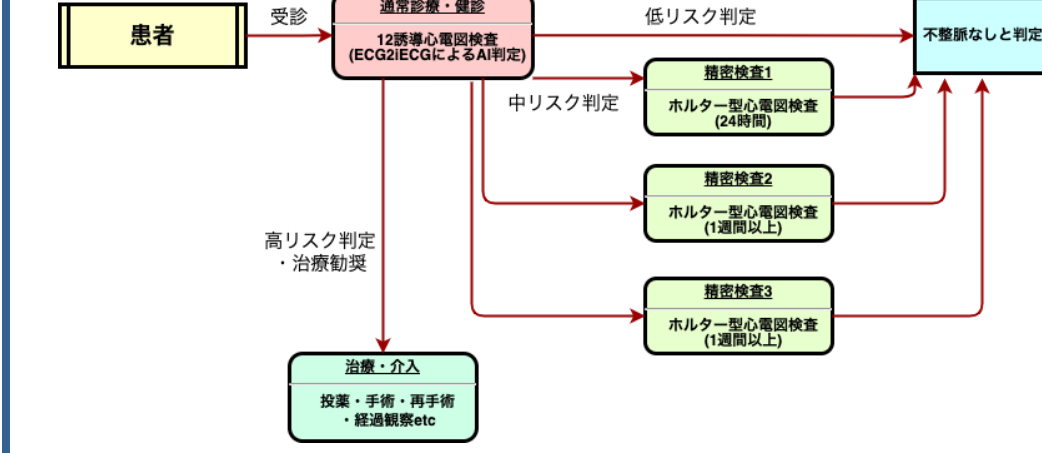 患者
受診
通常診療・健診
12誘導心電図検査
(ECG2iECGによるAI判定)
低リスク判定
不整脈なしと判定
中リスク判定
精密検査1
ホルター型心電図検査
(24時間)
精密検査2
ホルター型心電図検査
(1週間以上)
高リスク判定
・治療勧奨
精密検査3
ホルター型心電図検査
(1週間以上)
治療・介入
投薬・手術・再手術
・経過観察etc